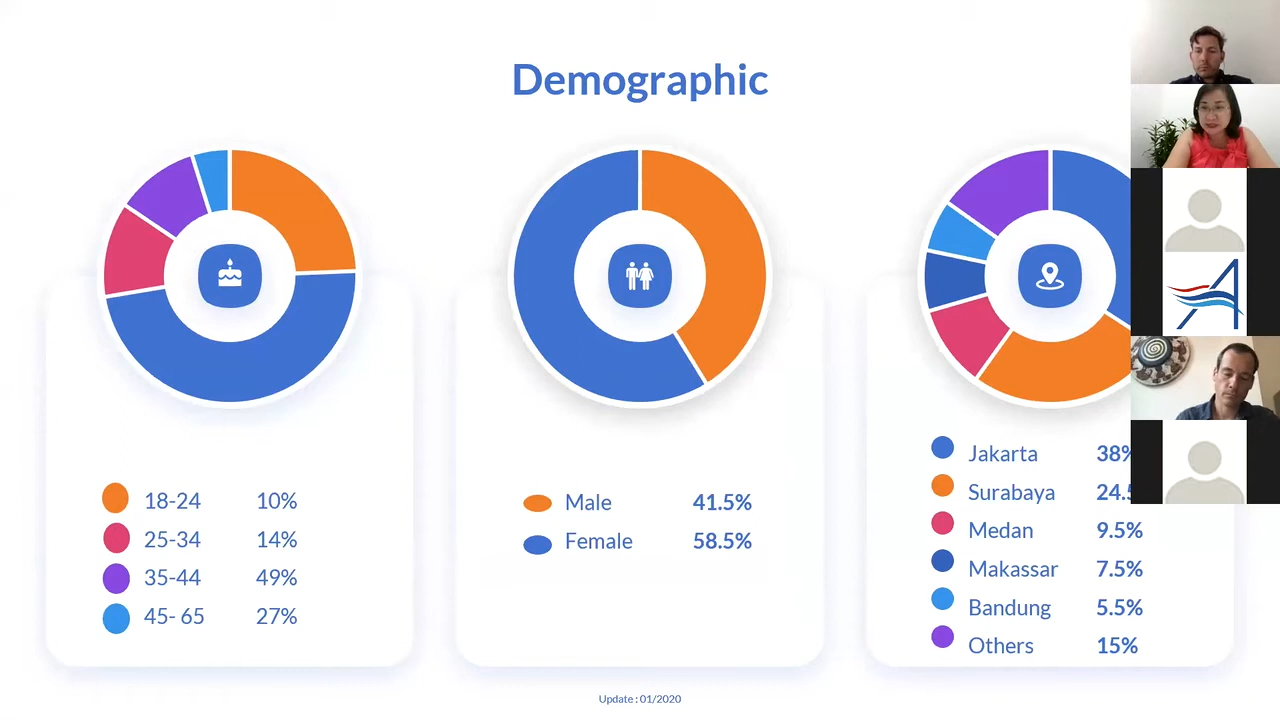 Demographic
18-24 10%
25-34 14%
35-44 49%
45- 65 27%
Male 41.5%
Female 58.5%
Jakarta 38%
Surabaya
Medan 9.5%
Makassar 7.5%
Bandung 5.5%
Others 15%
Update : 01/2020